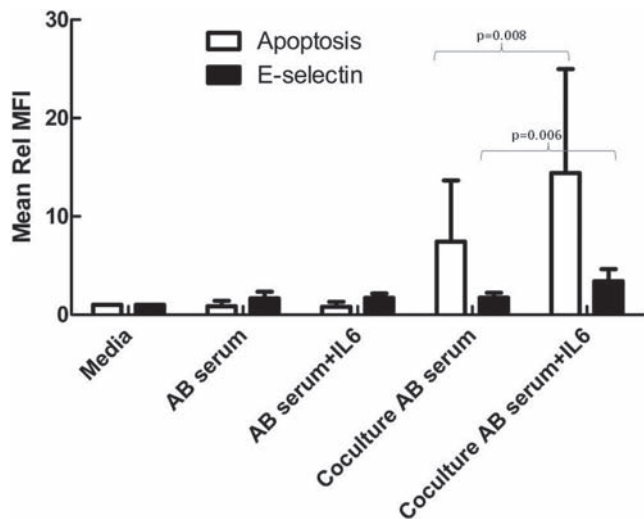 30
20
10
0
Mean Rel MFI
Apoptosis
E-selectin
p=0.008
p=0.006
Media
AB serum
AB serum+IL6
Coculture AB serum
Coculture AB serum+IL6